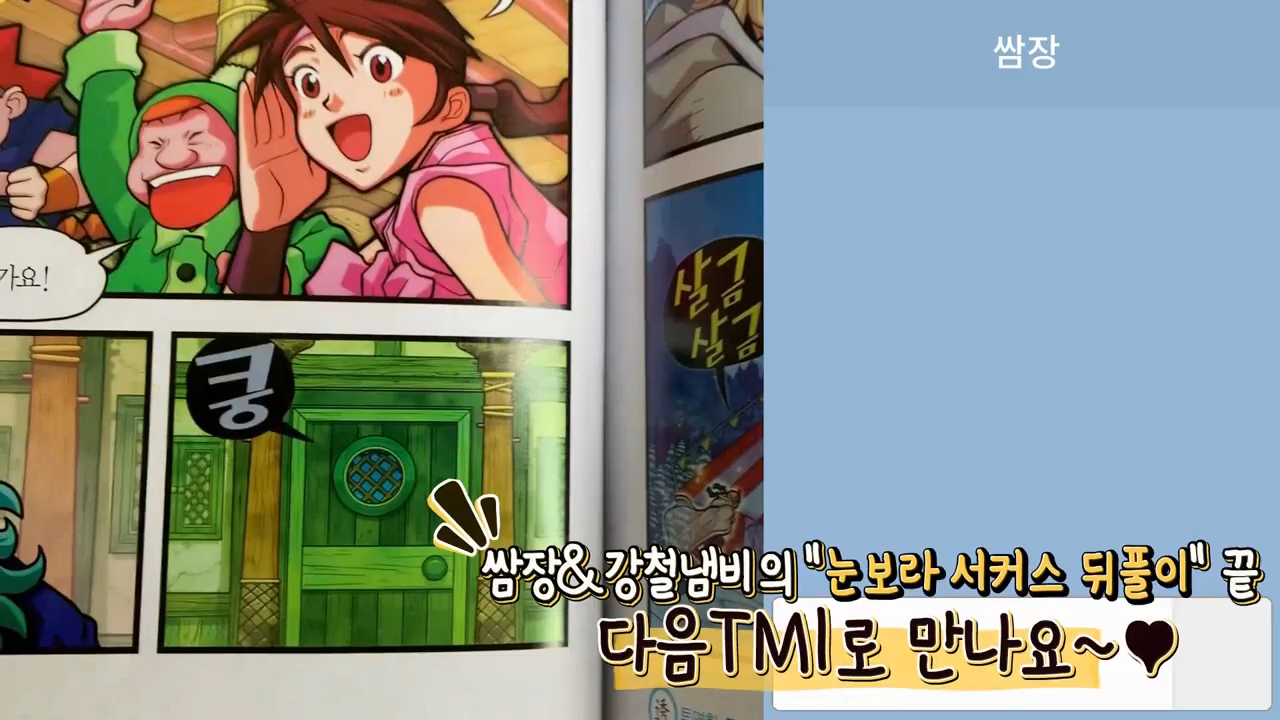 쌈장
가요!
살금
살금
쿵
쌈장&강철냄비의 "눈보라 서커스 뒤풀이" 끝
다음TMI로 만나요~♥